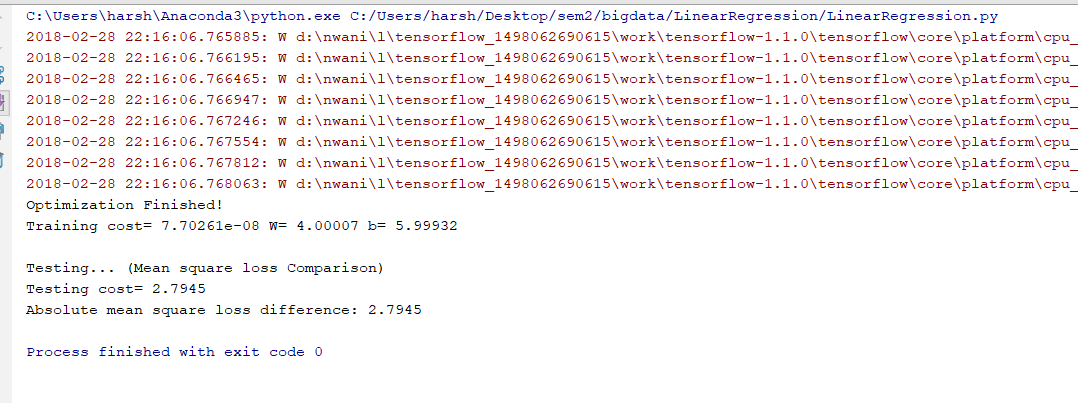 C:\Users\harsh\Anaconda3\python.exe C:/Users/harsh/Desktop/sem2/bigdata/LinearRegression/LinearRegression.py
2018-02-28 22:16:06.765885: W d:\nwani\l\tensorflow_1498062690615\work\tensorflow-1.1.0\tensorflow\core\platform\cpu_
2018-02-28 22:16:06.766195: W d:\nwani\l\tensorflow_1498062690615\work\tensorflow-1.1.0\tensorflow\core\platform\cpu_
2018-02-28 22:16:06.766465: W d:\nwani\l\tensorflow_1498062690615\work\tensorflow-1.1.0\tensorflow\core\platform\cpu_
2018-02-28 22:16:06.766947: W d:\nwani\l\tensorflow_1498062690615\work\tensorflow-1.1.0\tensorflow\core\platform\cpu_
2018-02-28 22:16:06.767246: W d:\nwani\l\tensorflow_1498062690615\work\tensorflow-1.1.0\tensorflow\core\platform\cpu_
2018-02-28 22:16:06.767554: W d:\nwani\l\tensorflow_1498062690615\work\tensorflow-1.1.0\tensorflow\core\platform\cpu_
2018-02-28 22:16:06.767812: W d:\nwani\l\tensorflow_1498062690615\work\tensorflow-1.1.0\tensorflow\core\platform\cpu_
2018-02-28 22:16:06.768063: W d:\nwani\l\tensorflow_1498062690615\work\tensorflow-1.1.0\tensorflow\core\platform\cpu_
Optimization Finished!
Training cost= 7.70261e-08 W= 4.00007 b= 5.99932
Testing... (Mean square loss Comparison)
Testing cost= 2.7945
Absolute mean square loss difference: 2.7945
Process finished with exit code 0